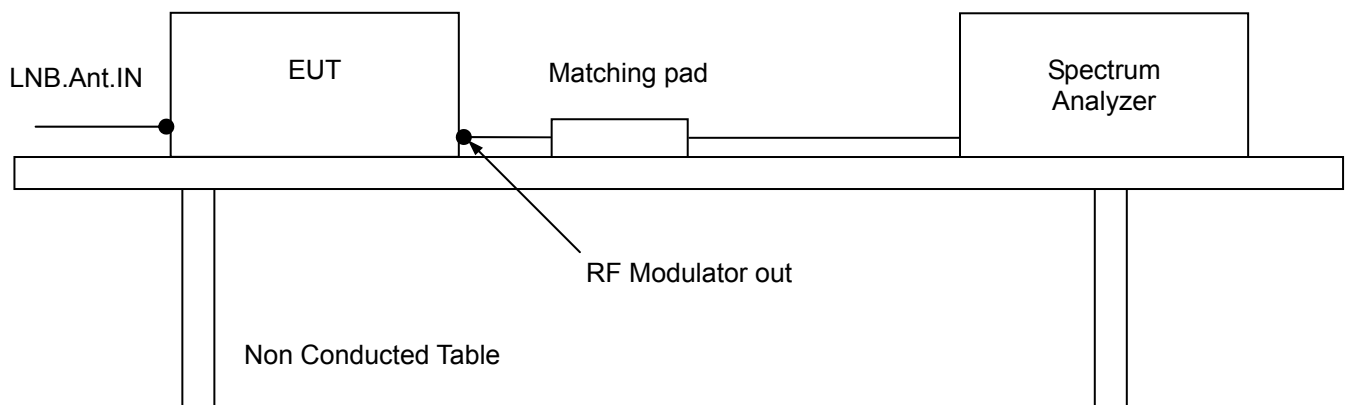 LNB.Ant.IN
EUT
Matching pad
Spectrum
Analyzer
RF Modulator out
Non Conducted Table